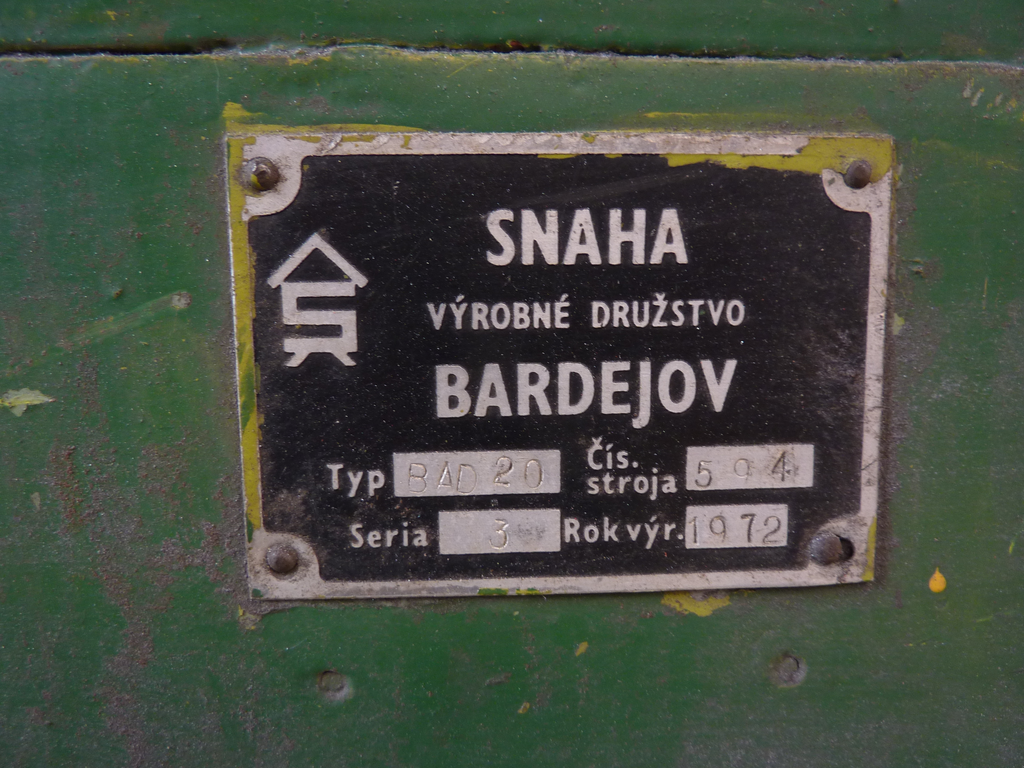 SNAHA
VÝROBNÉ DRUŽSTVO
BARDEJOV
Typ BAD 20 Čís. stroja 594
Seria 3 Rok výr. 1972